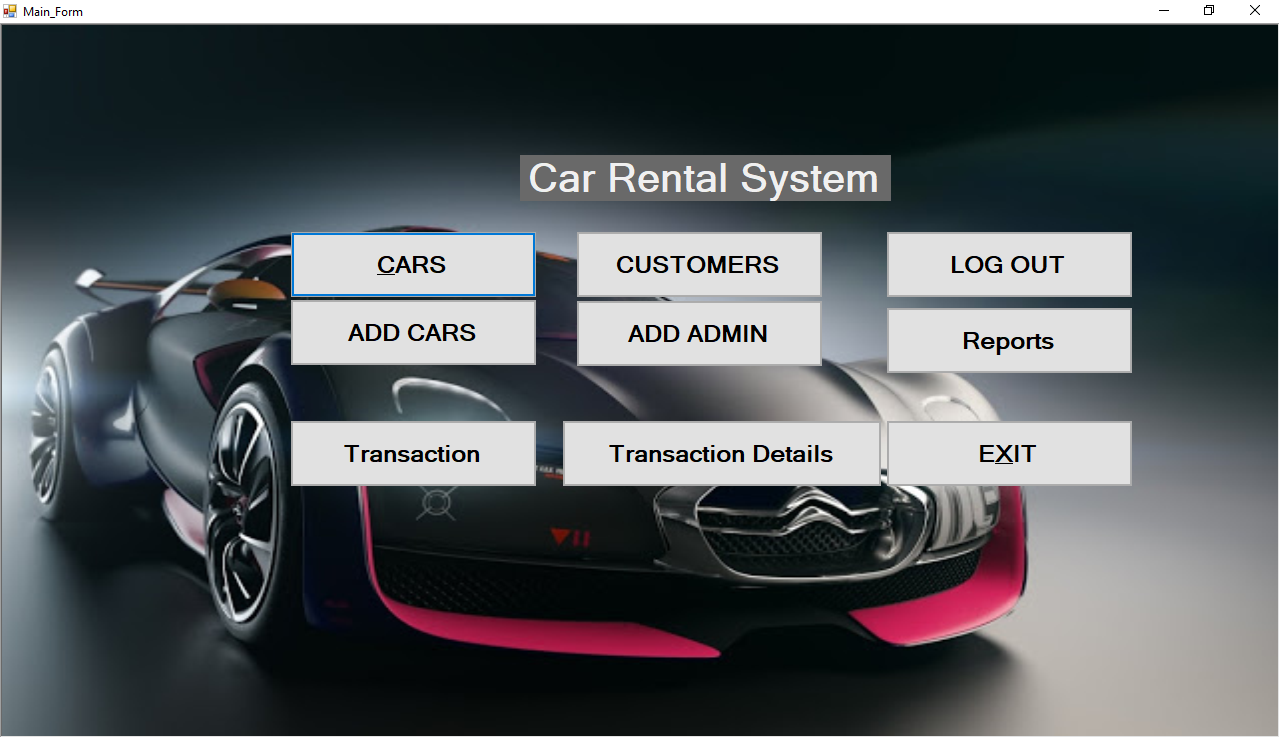 Main_Form
Car Rental System
CARS
CUSTOMERS
LOG OUT
ADD CARS
ADD ADMIN
Reports
Transaction
Transaction Details
EXIT